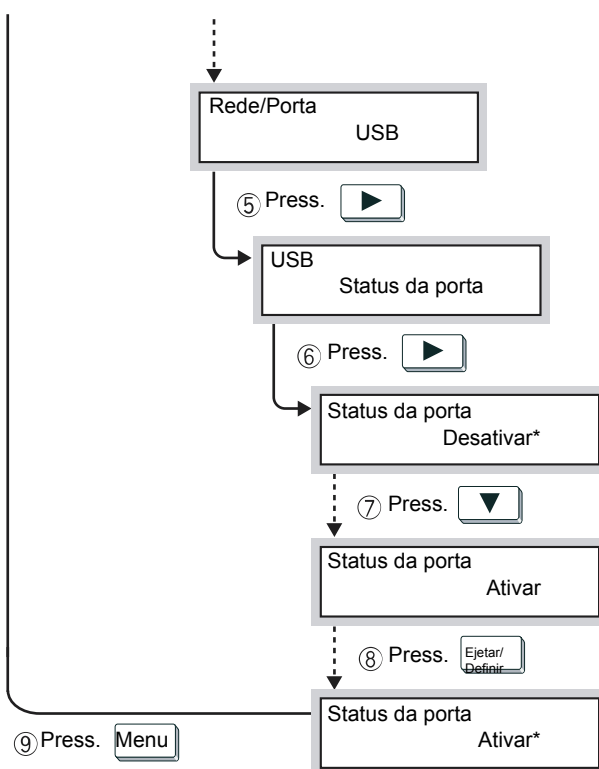 Rede/Porta
USB
⑤ Press. ▶
USB
Status da porta
⑥ Press. ▶
Status da porta
Desativar*
⑦ Press. ▼
Status da porta
Ativar
⑧ Press. Ejetar/
Definir
Status da porta
Ativar*
⑨ Press. Menu